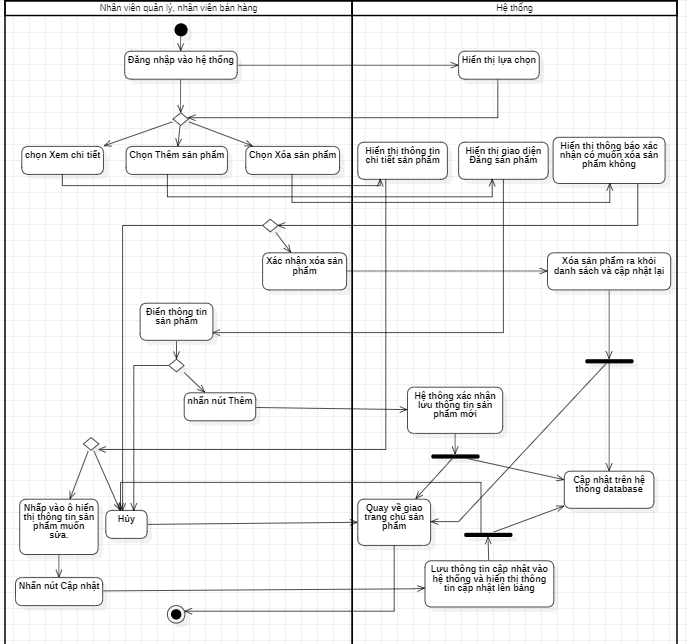 Nhân viên quản lý, nhân viên bán hàng
Hệ thống
Đăng nhập vào hệ thống
Hiển thị lựa chọn
chọn Xem chi tiết
Chọn Thêm sản phẩm
Chọn Xóa sản phẩm
Hiển thị thông tin
chi tiết sản phẩm
Hiển thị giao diện
Đăng sản phẩm
Hiển thị thông báo xác
nhận có muốn xóa sản
phẩm không
Xác nhận xóa sản
phẩm
Xóa sản phẩm ra khỏi
danh sách và cập nhật lại
Điền thông tin
sản phẩm
nhấn nút Thêm
Hệ thống xác nhận
lưu thông tin sản
phẩm mới
Cập nhật trên hệ
thống database
Nhấp vào ô hiển
thị thông tin sản
phẩm muốn
sửa.
Hủy
Quay về giao
trang chủ sản
phẩm
Nhấn nút Cập nhật
Lưu thông tin cập nhật vào
hệ thống và hiển thị thông
tin cập nhật lên bảng